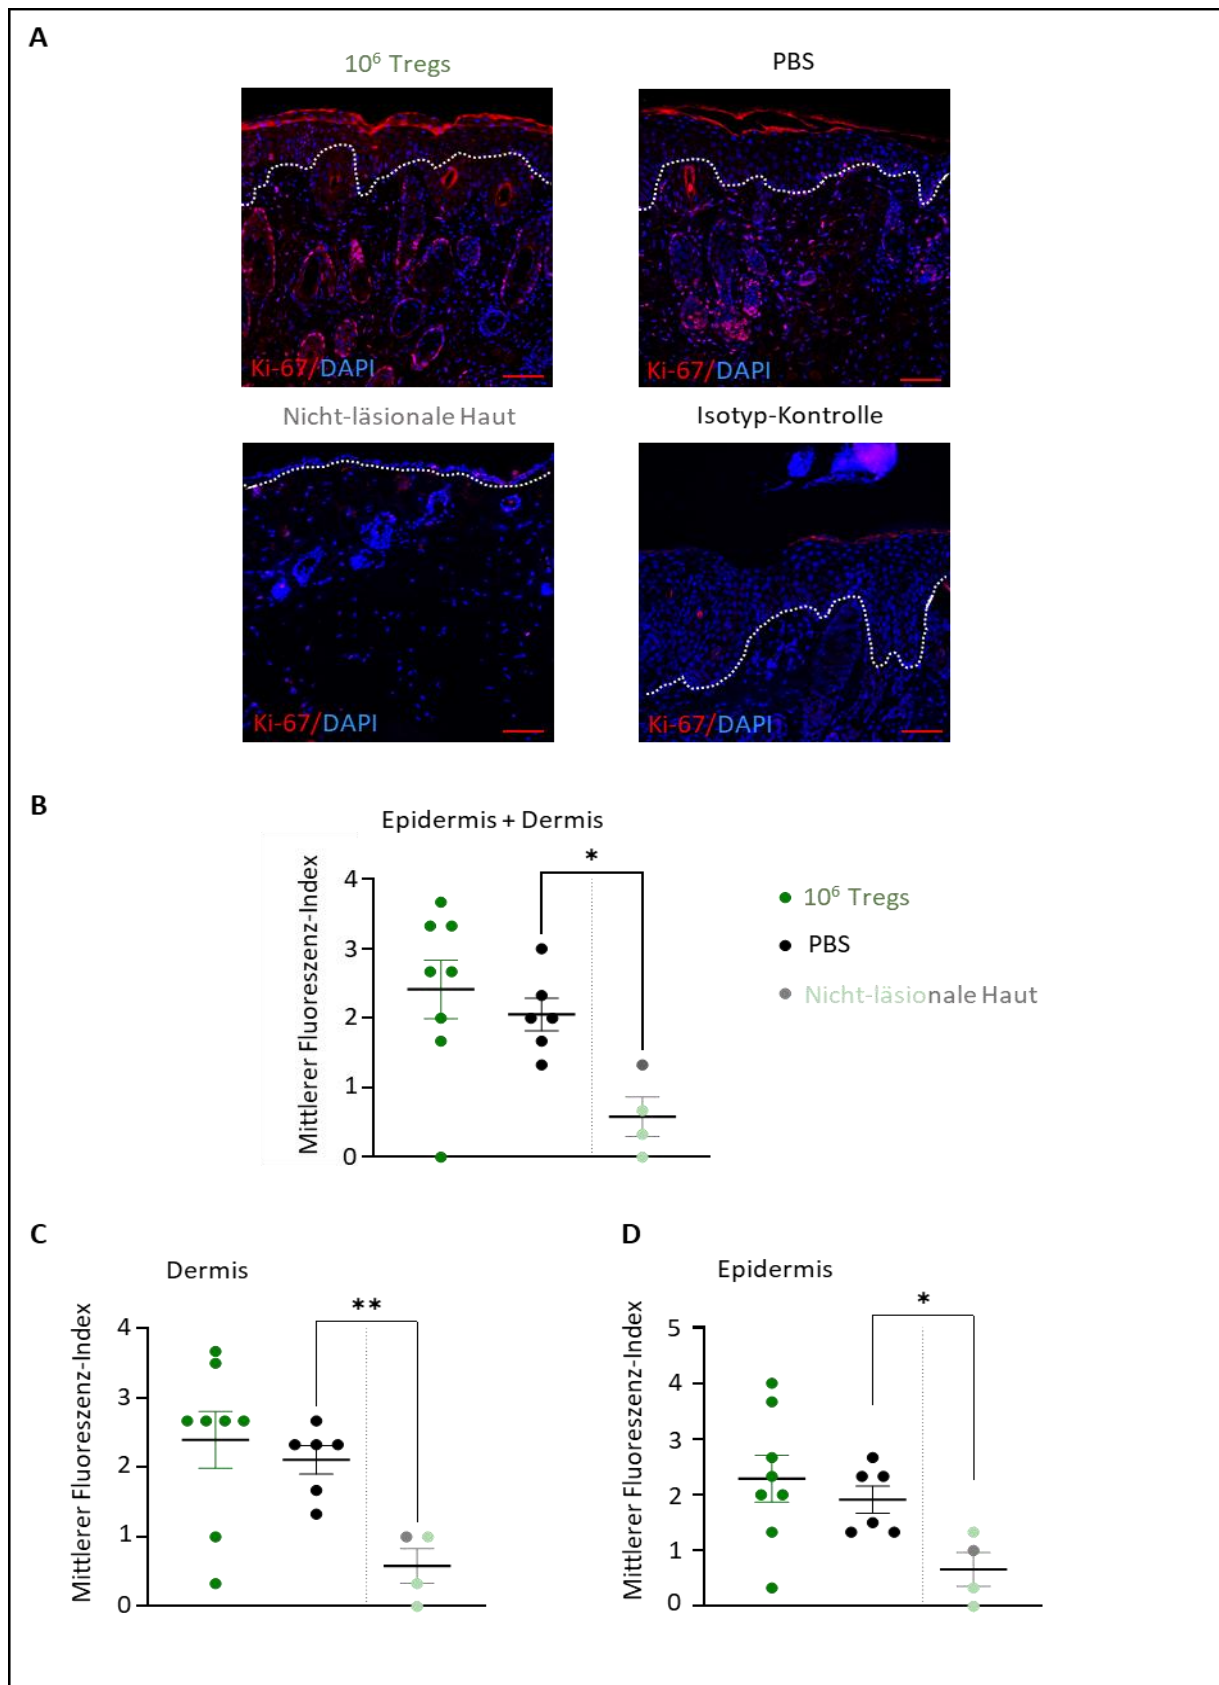 A
10⁶ Tregs
PBS
Ki-67/DAPI
Ki-67/DAPI
Nicht-läsionale Haut
Isotyp-Kontrolle
Ki-67/DAPI
Ki-67/DAPI
B
Epidermis + Dermis
Mittlerer Fluoreszenz-Index
4
3
2
1
0
*
10⁶ Tregs
PBS
Nicht-läsionale Haut
C
Dermis
Mittlerer Fluoreszenz-Index
4
3
2
1
0
**
D
Epidermis
Mittlerer Fluoreszenz-Index
5
4
3
2
1
0
*